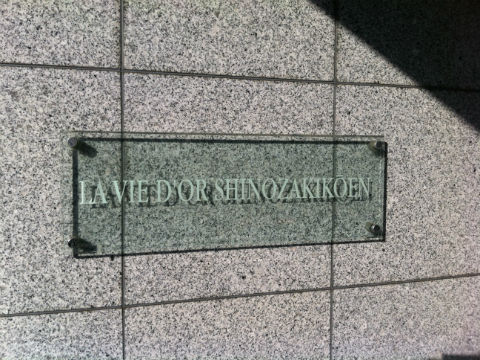 LA VIE D'OR SHINOZAKIKOEN